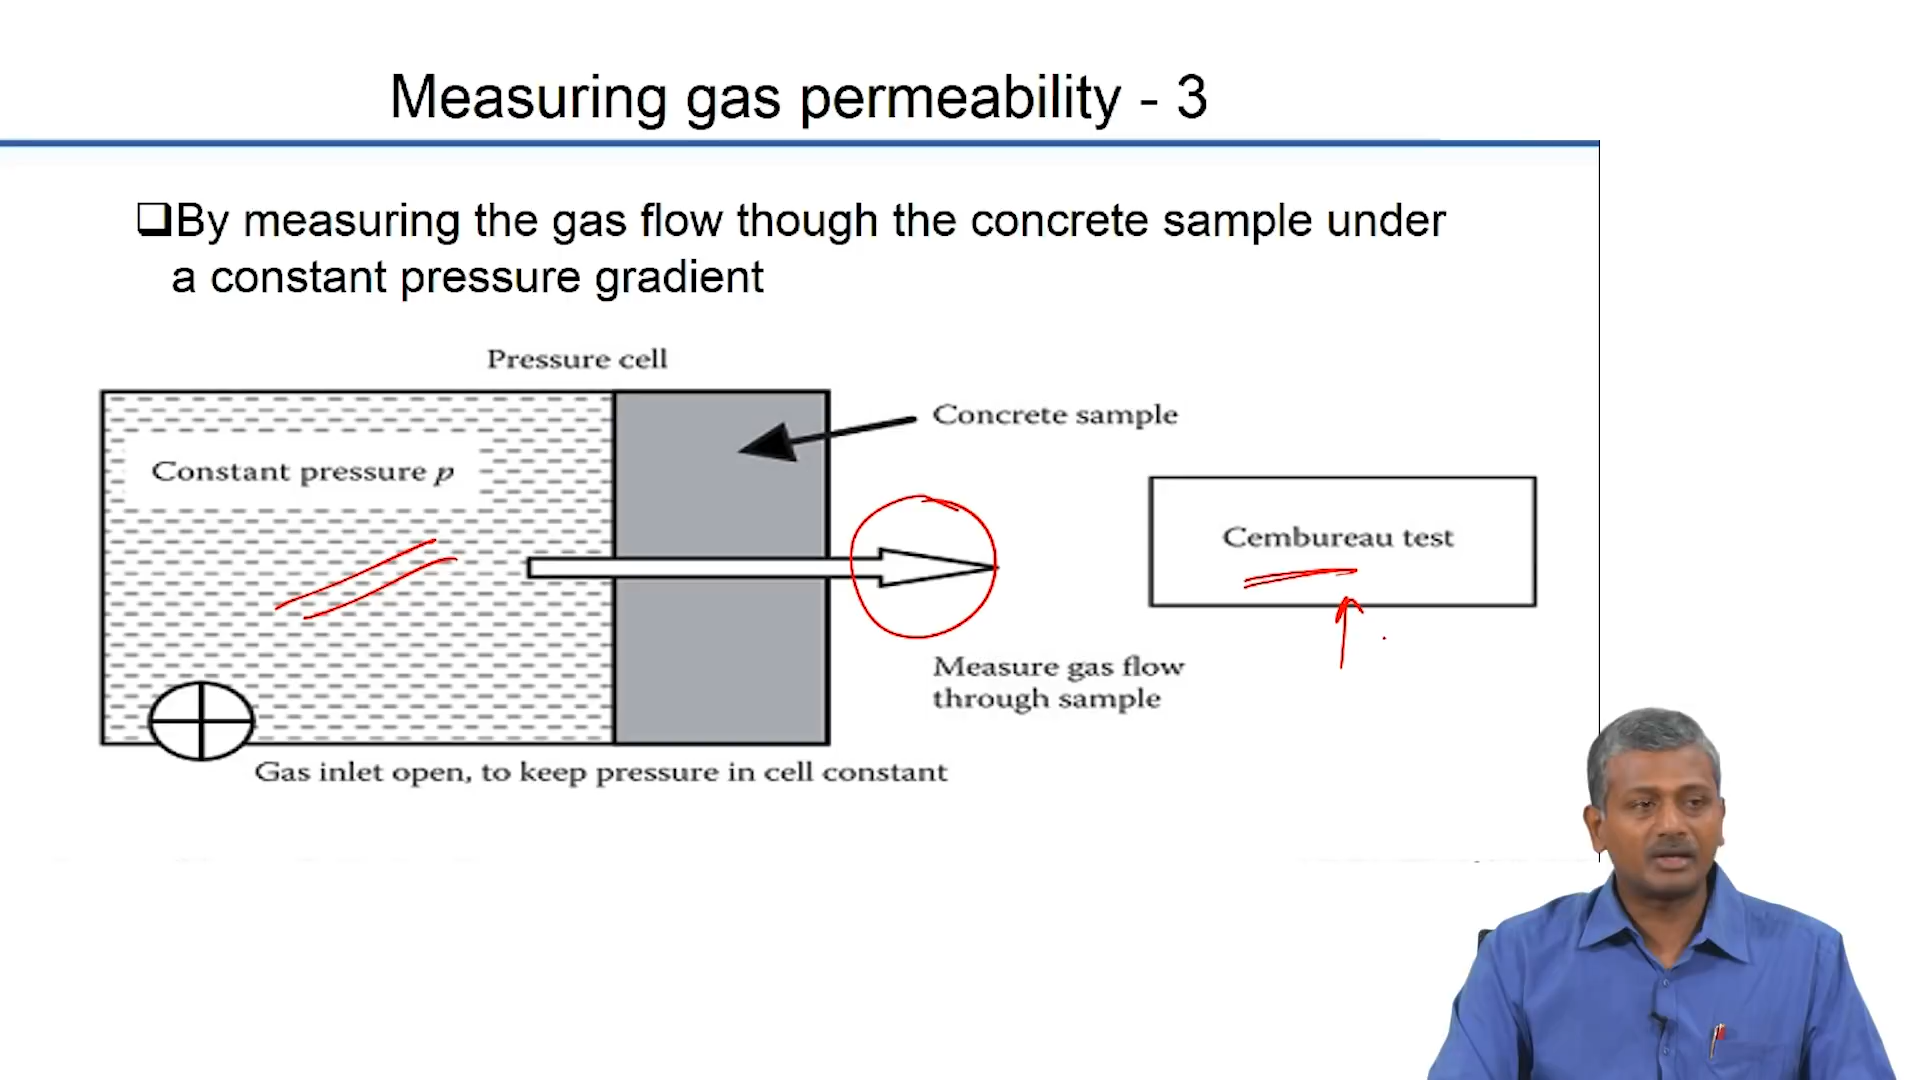 Measuring gas permeability - 3
❑By measuring the gas flow though the concrete sample under
a constant pressure gradient
Pressure cell
Concrete sample
Constant pressure p
Cembureau test
Measure gas flow
through sample
Gas inlet open, to keep pressure in cell constant